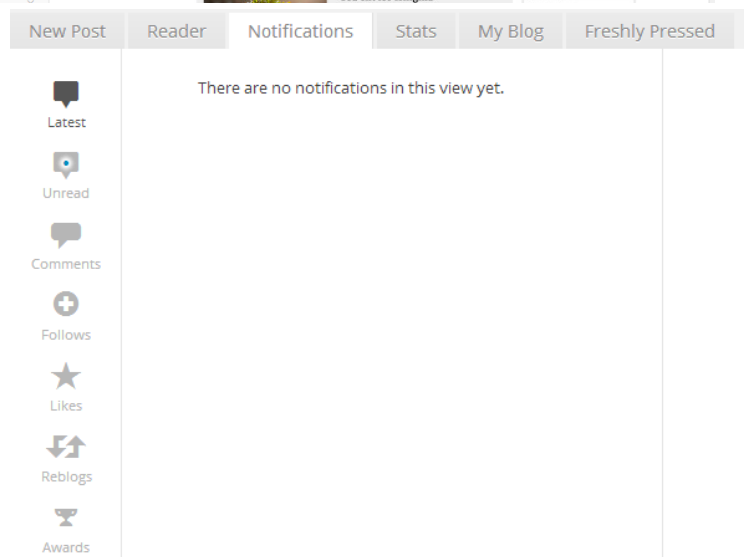 New Post Reader Notifications Stats My Blog Freshly Pressed
There are no notifications in this view yet.
Latest
Unread
Comments
Follows
Likes
Reblogs
Awards